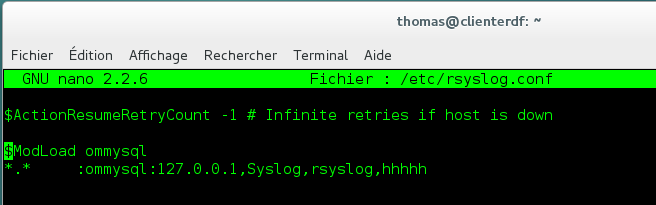 thomas@clienterdf: ~
Fichier Édition Affichage Rechercher Terminal Aide
GNU nano 2.2.6 Fichier : /etc/rsyslog.conf
$ActionResumeRetryCount -1 # Infinite retries if host is down
$ModLoad ommysql
*.* :ommysql:127.0.0.1,Syslog,rsyslog,hhhhh